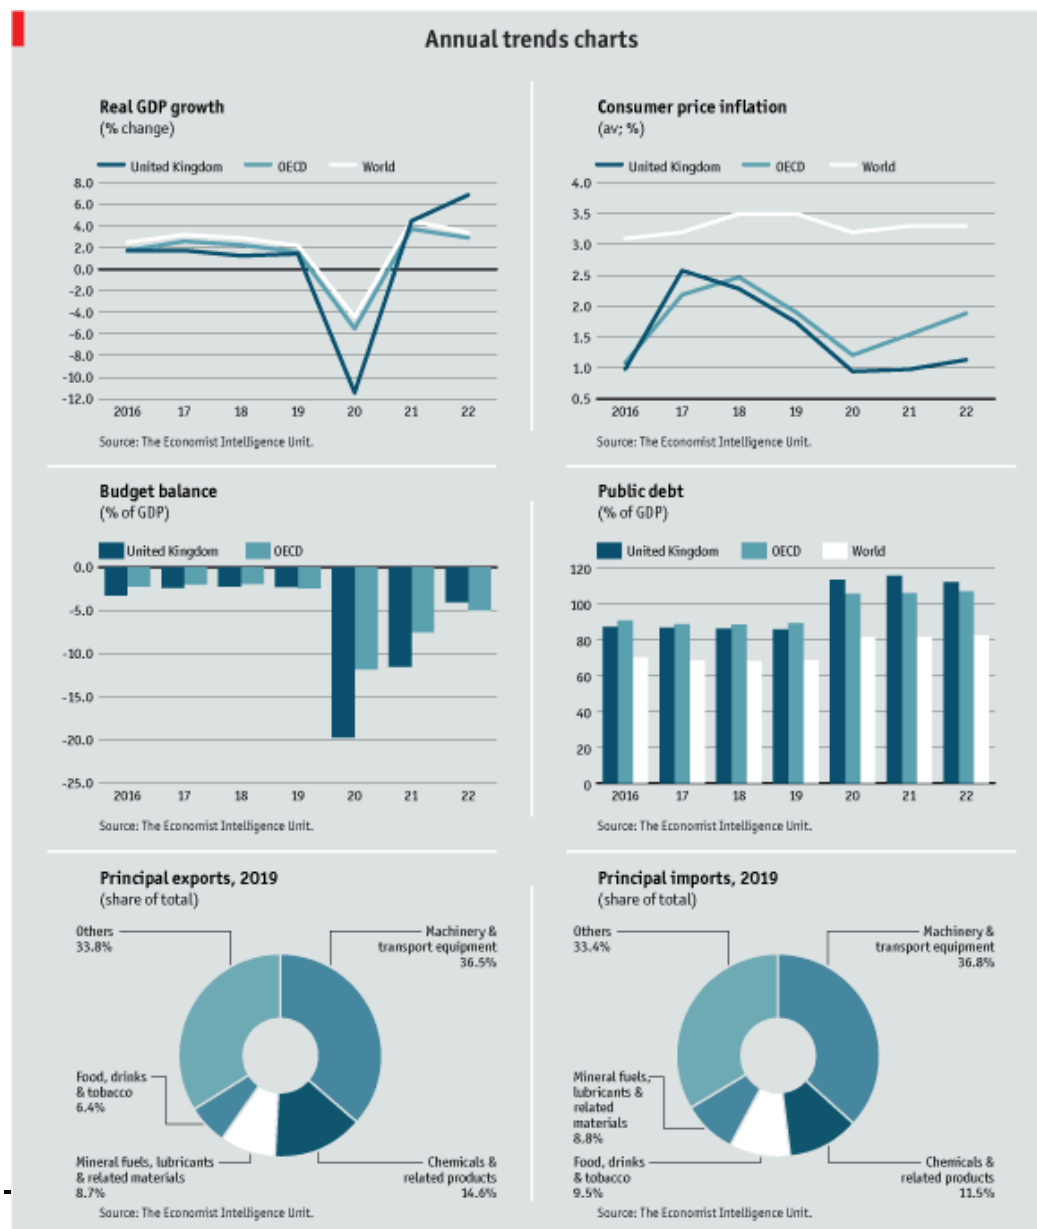 Annual trends charts
Real GDP growth
(% change)
United Kingdom OECD World
8.0
6.0
4.0
2.0
0.0
-2.0
-4.0
-6.0
-8.0
-10.0
-12.0
2016 17 18 19 20 21 22
Source: The Economist Intelligence Unit.
Consumer price inflation
(av; %)
United Kingdom OECD World
4.0
3.5
3.0
2.5
2.0
1.5
1.0
0.5
2016 17 18 19 20 21 22
Source: The Economist Intelligence Unit.
Budget balance
(% of GDP)
United Kingdom OECD
0.0
-5.0
-10.0
-15.0
-20.0
-25.0
2016 17 18 19 20 21 22
Source: The Economist Intelligence Unit.
Public debt
(% of GDP)
United Kingdom OECD World
120
100
80
60
40
20
0
2016 17 18 19 20 21 22
Source: The Economist Intelligence Unit.
Principal exports, 2019
(share of total)
Others
33.8%
Machinery &
transport equipment
36.5%
Food, drinks
& tobacco
6.4%
Mineral fuels, lubricants
& related materials
8.7%
Chemicals &
related products
14.6%
Source: The Economist Intelligence Unit.
Principal imports, 2019
(share of total)
Others
33.4%
Machinery &
transport equipment
36.8%
Mineral fuels,
lubricants &
related
materials
8.8%
Food, drinks
& tobacco
9.5%
Chemicals &
related products
11.5%
Source: The Economist Intelligence Unit.